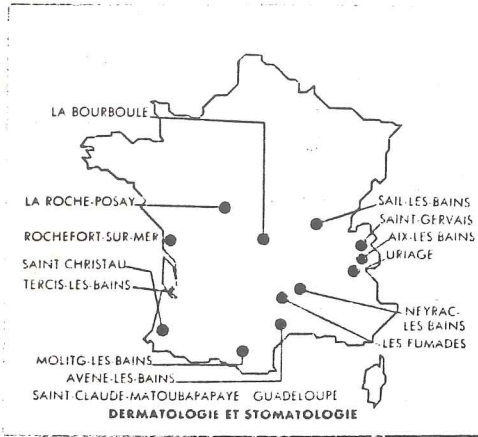 LA BOURBOULE
LA ROCHE-POSAY
ROCHEFORT-SUR-MER
SAINT CHRISTAU
TERCIS-LES-BAINS
SAIL-LES-BAINS
SAINT-GERVAIS
AIX-LES-BAINS
URIAGE
NEYRAC-
LES BAINS
LES FUMADES
MOLITG-LES-BAINS
AVENE-LES-BAINS
SAINT-CLAUDE-MATOUBAPAPAYE GUADELOUPE
DERMATOLOGIE ET STOMATOLOGIE